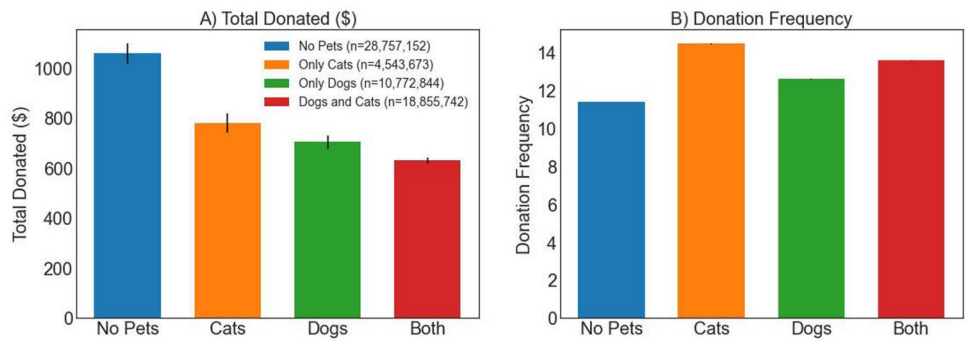 A) Total Donated ($)
Total Donated ($)
1000
800
600
400
200
0
No Pets (n=28,757,152)
Only Cats (n=4,543,673)
Only Dogs (n=10,772,844)
Dogs and Cats (n=18,855,742)
No Pets Cats Dogs Both
B) Donation Frequency
Donation Frequency
14
12
10
8
6
4
2
0
No Pets Cats Dogs Both